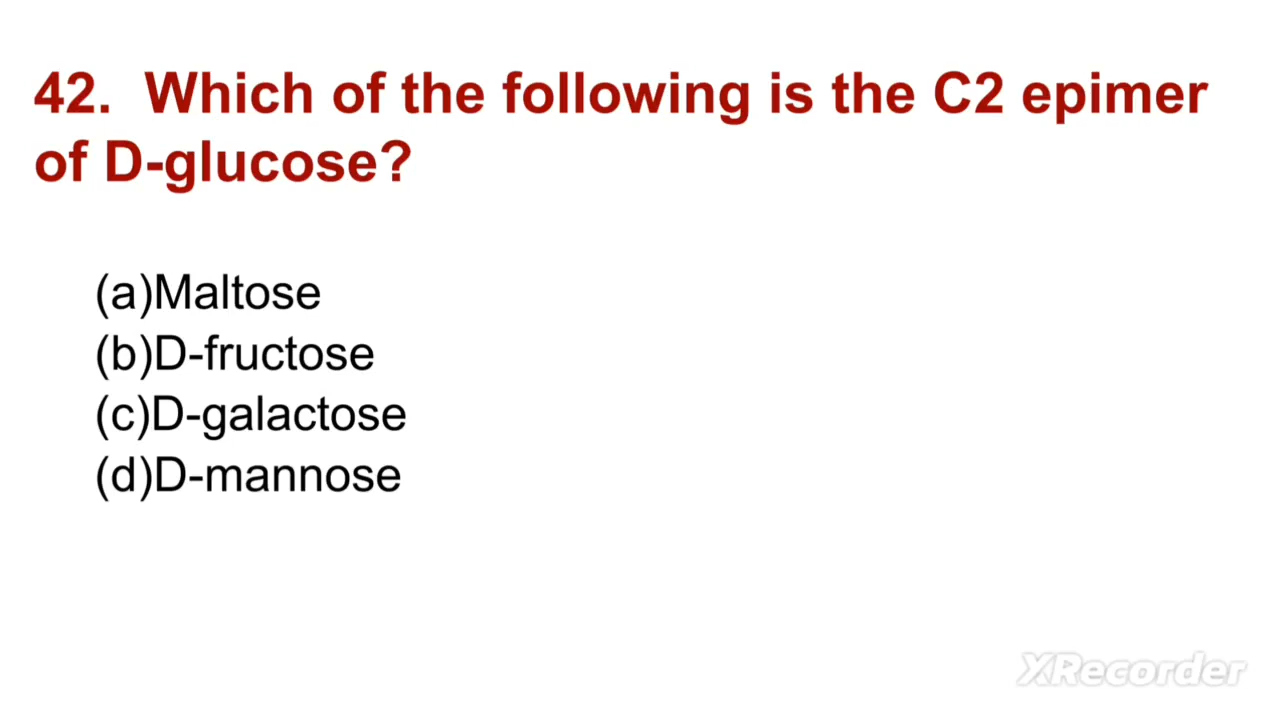 42. Which of the following is the C2 epimer
of D-glucose?
(a)Maltose
(b)D-fructose
(c)D-galactose
(d)D-mannose
XRecorder